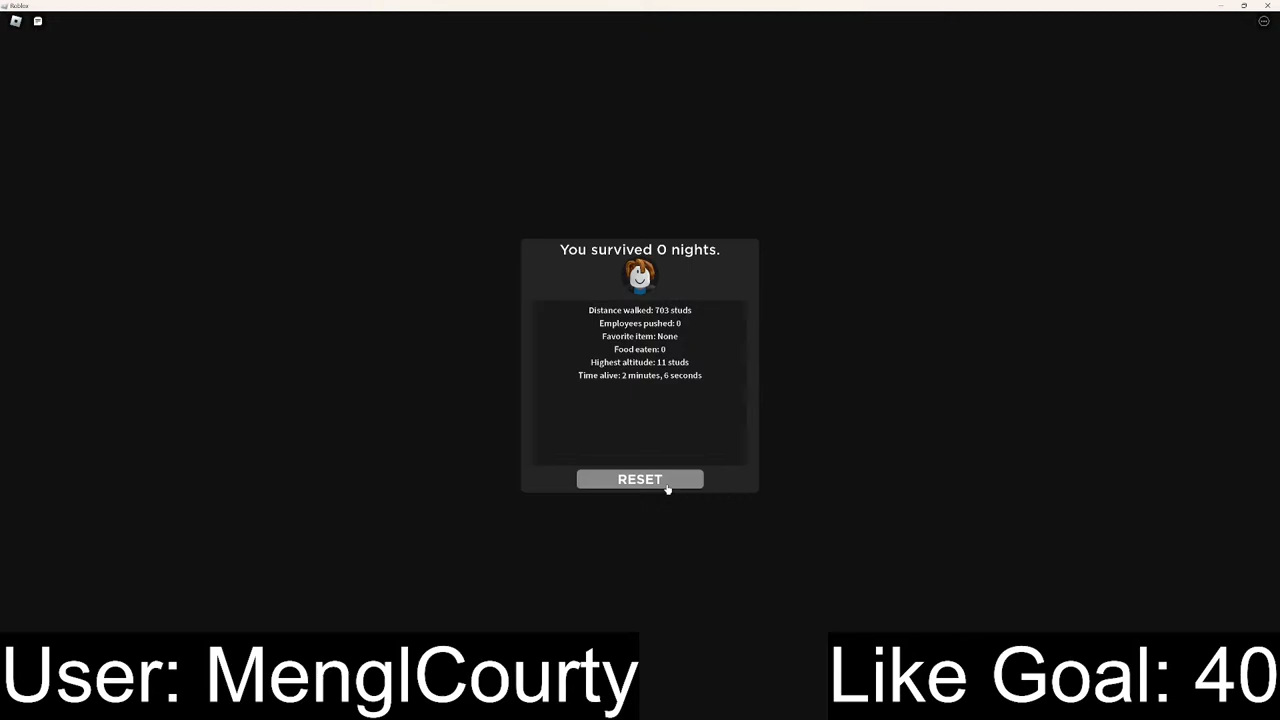 Roblox
You survived 0 nights.
Distance walked: 703 studs
Employees pushed: 0
Favorite item: None
Food eaten: 0
Highest altitude: 11 studs
Time alive: 2 minutes, 6 seconds
RESET
User: MenglCourty
Like Goal: 40